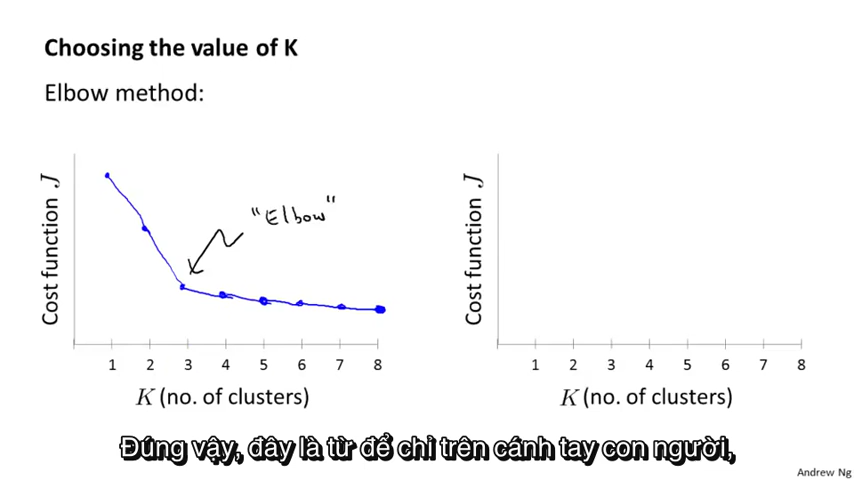 Choosing the value of K
Elbow method:
Cost function J
"Elbow"
1 2 3 4 5 6 7 8
K (no. of clusters)
Cost function J
1 2 3 4 5 6 7 8
K (no. of clusters)
Đúng vậy, đây là từ để chỉ trên cánh tay con người,
Andrew Ng